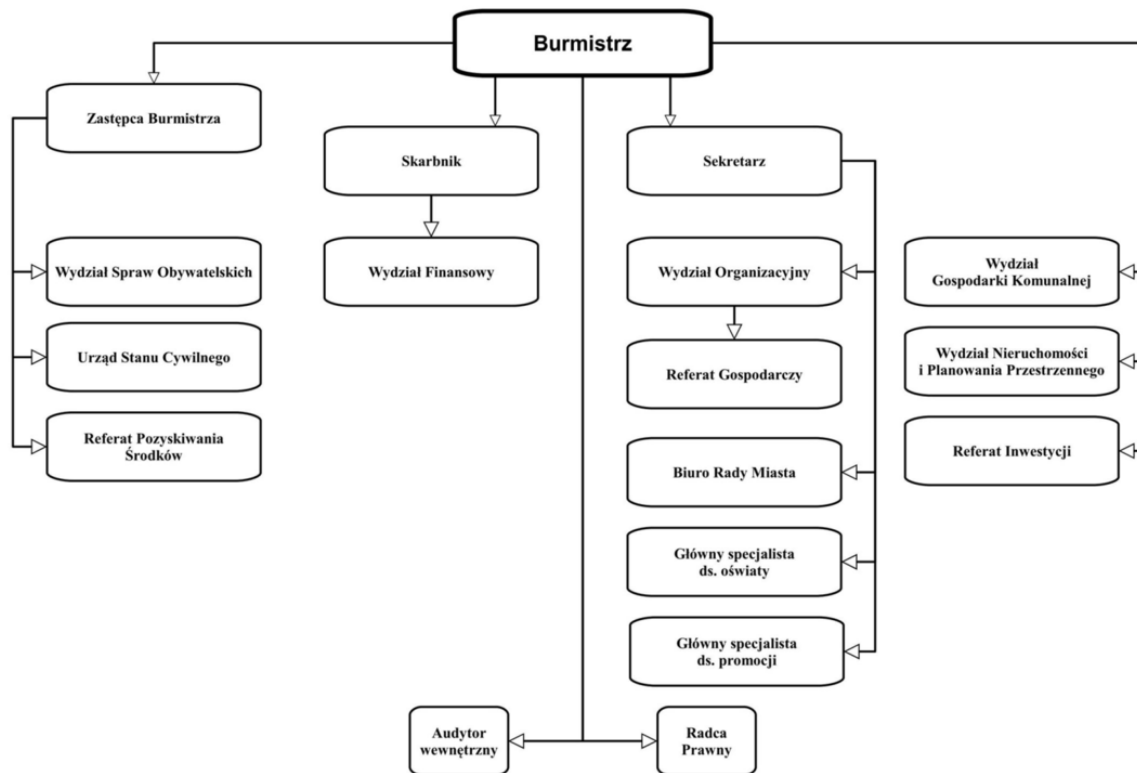 Burmistrz
Zastępca Burmistrza
Skarbnik
Sekretarz
Wydział Spraw Obywatelskich
Wydział Finansowy
Wydział Organizacyjny
Wydział
Gospodarki Komunalnej
Urząd Stanu Cywilnego
Referat Gospodarczy
Wydział Nieruchomości
i Planowania Przestrzennego
Referat Pozyskiwania
Środków
Biuro Rady Miasta
Referat Inwestycji
Główny specjalista
ds. oświaty
Główny specjalista
ds. promocji
Audytor
wewnętrzny
Radca
Prawny